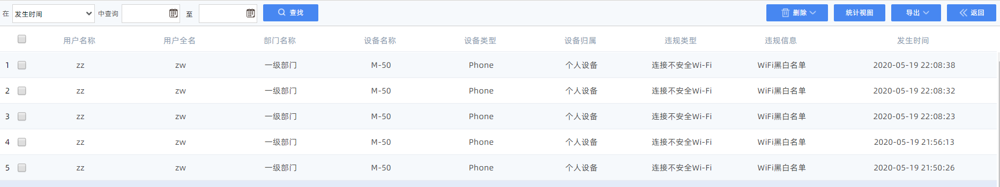 在 发生时间 中查询 至 查找 删除 统计视图 导出 返回
用户名称 用户全名 部门名称 设备名称 设备类型 设备归属 违规类型 违规信息 发生时间
1 zz zw 一级部门 M-50 Phone 个人设备 连接不安全Wi-Fi WiFi黑白名单 2020-05-19 22:08:38
2 zz zw 一级部门 M-50 Phone 个人设备 连接不安全Wi-Fi WiFi黑白名单 2020-05-19 22:08:32
3 zz zw 一级部门 M-50 Phone 个人设备 连接不安全Wi-Fi WiFi黑白名单 2020-05-19 22:08:23
4 zz zw 一级部门 M-50 Phone 个人设备 连接不安全Wi-Fi WiFi黑白名单 2020-05-19 21:56:13
5 zz zw 一级部门 M-50 Phone 个人设备 连接不安全Wi-Fi WiFi黑白名单 2020-05-19 21:50:26